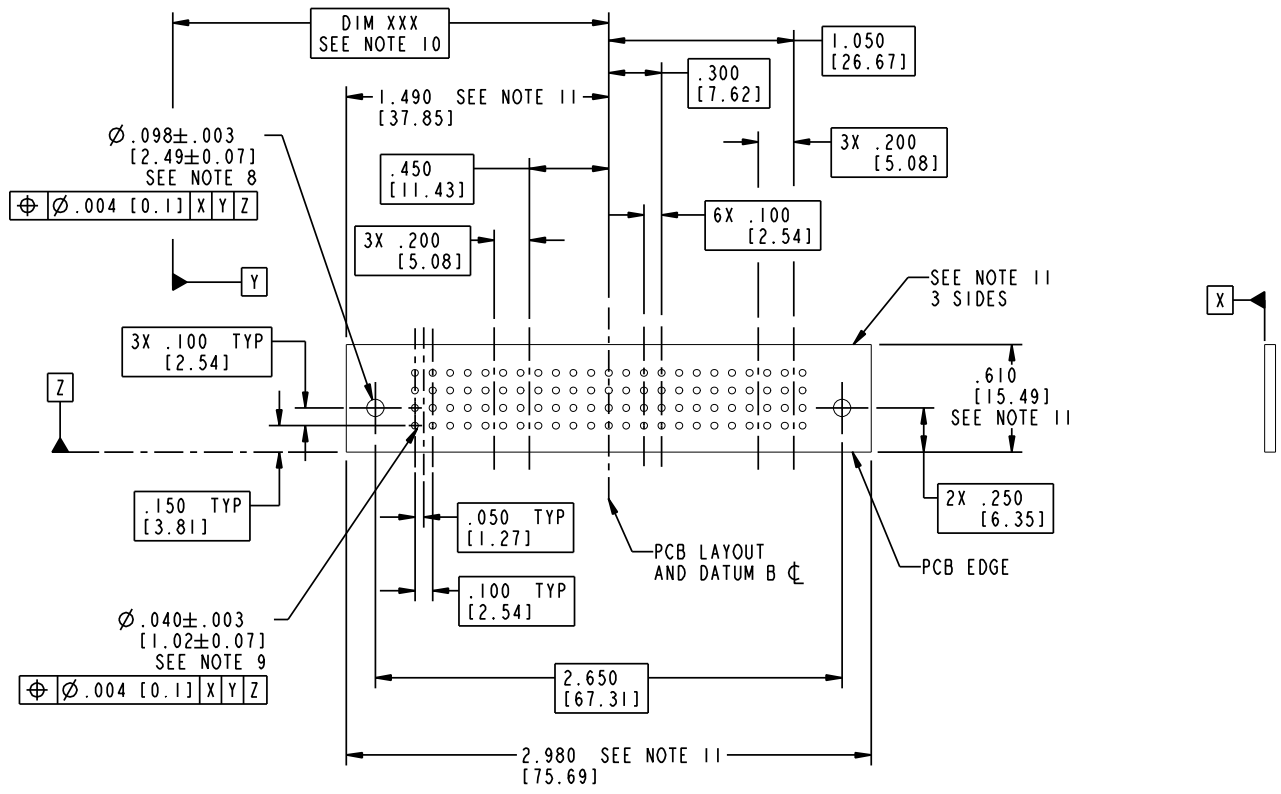 DIM XXX
SEE NOTE 10
1.050
[26.67]
.300
[7.62]
1.490 SEE NOTE 11
[37.85]
Ø.098±.003
[2.49±0.07]
SEE NOTE 8
⌖ Ø.004 [0.1] X Y Z
3X .200
[5.08]
.450
[11.43]
6X .100
[2.54]
3X .200
[5.08]
Y
SEE NOTE 11
3 SIDES
X
3X .100 TYP
[2.54]
Z
.610
[15.49]
SEE NOTE 11
.150 TYP
[3.81]
.050 TYP
[1.27]
2X .250
[6.35]
PCB LAYOUT
AND DATUM B ℄
PCB EDGE
.100 TYP
[2.54]
Ø.040±.003
[1.02±0.07]
SEE NOTE 9
⌖ Ø.004 [0.1] X Y Z
2.650
[67.31]
2.980 SEE NOTE 11
[75.69]